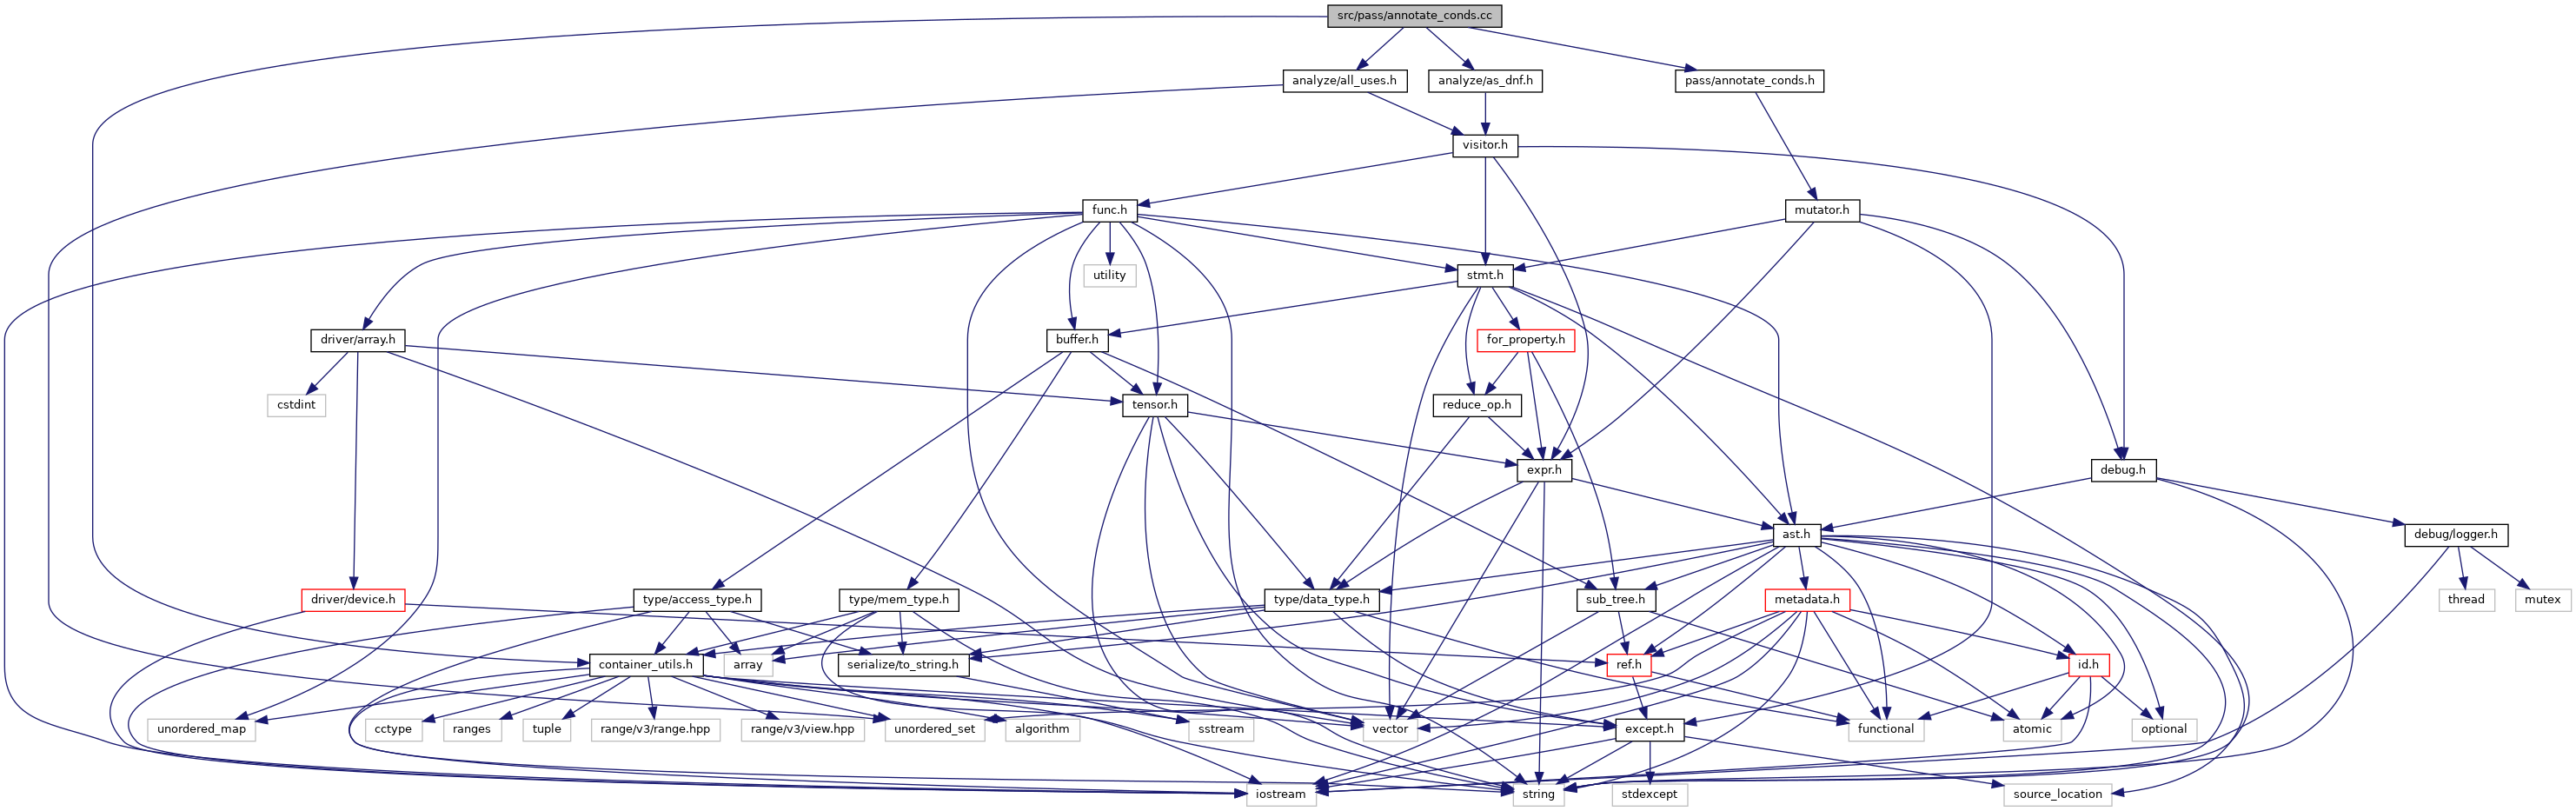 src/pass/annotate_conds.cc
analyze/all_uses.h
analyze/as_dnf.h
pass/annotate_conds.h
visitor.h
func.h
mutator.h
utility
stmt.h
driver/array.h
buffer.h
for_property.h
cstdint
tensor.h
reduce_op.h
expr.h
debug.h
ast.h
debug/logger.h
driver/device.h
type/access_type.h
type/mem_type.h
type/data_type.h
sub_tree.h
metadata.h
thread
mutex
container_utils.h
array
serialize/to_string.h
ref.h
id.h
unordered_map
cctype
ranges
tuple
range/v3/range.hpp
range/v3/view.hpp
unordered_set
algorithm
sstream
vector
except.h
functional
atomic
optional
iostream
string
stdexcept
source_location